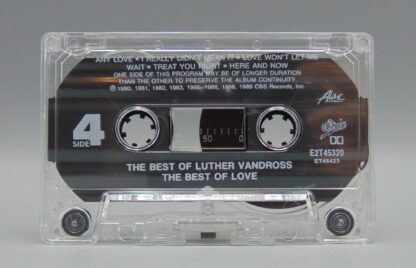 ANY LOVE • I REALLY DIDN'T MEAN IT • LOVE WON'T LET ME
WAIT • TREAT YOU RIGHT • HERE AND NOW
ONE SIDE OF THIS PROGRAM MAY BE OF LONGER DURATION
THAN THE OTHER TO PRESERVE THE ALBUM CONTINUITY.
℗ 1980, 1981, 1982, 1983, 1985, 1986, 1988, 1989 CBS Records, Inc.
4
SIDE
50 0
Epic
E2T45320
ET45423
THE BEST OF LUTHER VANDROSS
THE BEST OF LOVE